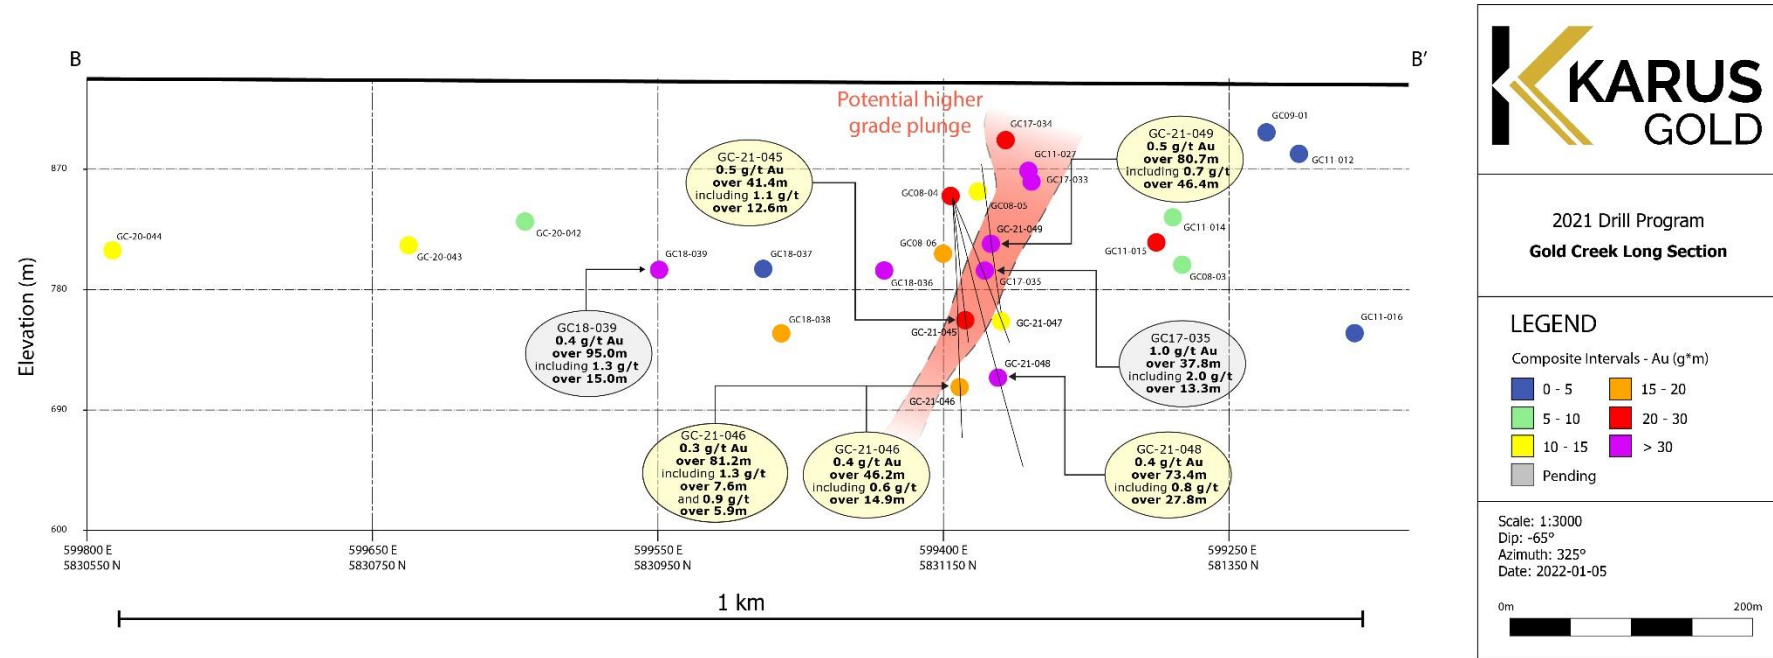 B
B'
Potential higher
grade plunge
Elevation (m)
870
780
690
600
GC-20-044
GC-20-043
GC-20-042
GC18-039
GC18-037
GC18-038
GC18-036
GC08-04
GC08-05
GC08-06
GC17-034
GC11-027
GC17-033
GC-21-049
GC17-035
GC-21-045
GC-21-047
GC-21-048
GC-21-046
GC09-01
GC11 012
GC11-014
GC11-015
GC08-03
GC11-016
GC-21-045
0.5 g/t Au
over 41.4m
including 1.1 g/t
over 12.6m
GC-21-049
0.5 g/t Au
over 80.7m
including 0.7 g/t
over 46.4m
GC18-039
0.4 g/t Au
over 95.0m
including 1.3 g/t
over 15.0m
GC17-035
1.0 g/t Au
over 37.8m
including 2.0 g/t
over 13.3m
GC-21-046
0.3 g/t Au
over 81.2m
including 1.3 g/t
over 7.6m
and 0.9 g/t
over 5.9m
GC-21-046
0.4 g/t Au
over 46.2m
including 0.6 g/t
over 14.9m
GC-21-048
0.4 g/t Au
over 73.4m
including 0.8 g/t
over 27.8m
599800 E
5830550 N
599650 E
5830750 N
599550 E
5830950 N
599400 E
5831150 N
599250 E
581350 N
1 km
KARUS
GOLD
2021 Drill Program
Gold Creek Long Section
LEGEND
Composite Intervals - Au (g*m)
0 - 5
15 - 20
5 - 10
20 - 30
10 - 15
> 30
Pending
Scale: 1:3000
Dip: -65°
Azimuth: 325°
Date: 2022-01-05
0m
200m